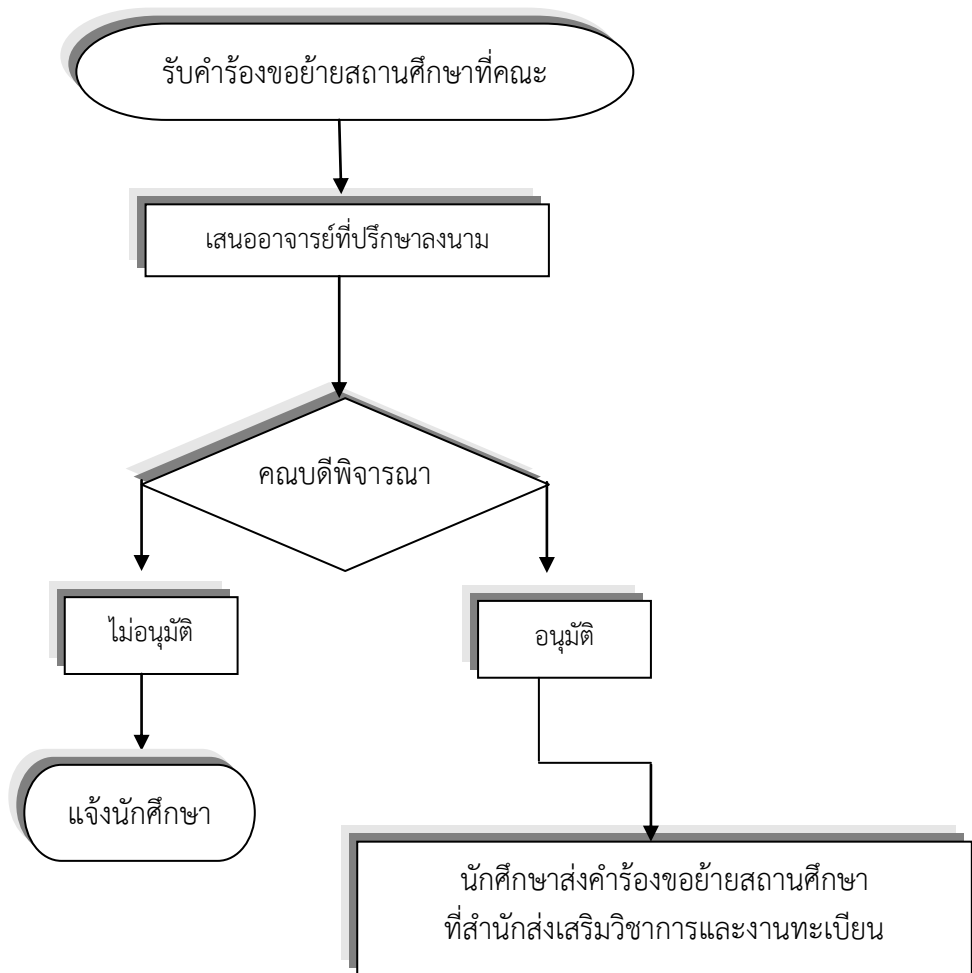 รับคำร้องขอย้ายสถานศึกษาที่คณะ
เสนออาจารย์ที่ปรึกษาลงนาม
คณบดีพิจารณา
ไม่อนุมัติ
อนุมัติ
แจ้งนักศึกษา
นักศึกษาส่งคำร้องขอย้ายสถานศึกษา
ที่สำนักส่งเสริมวิชาการและงานทะเบียน